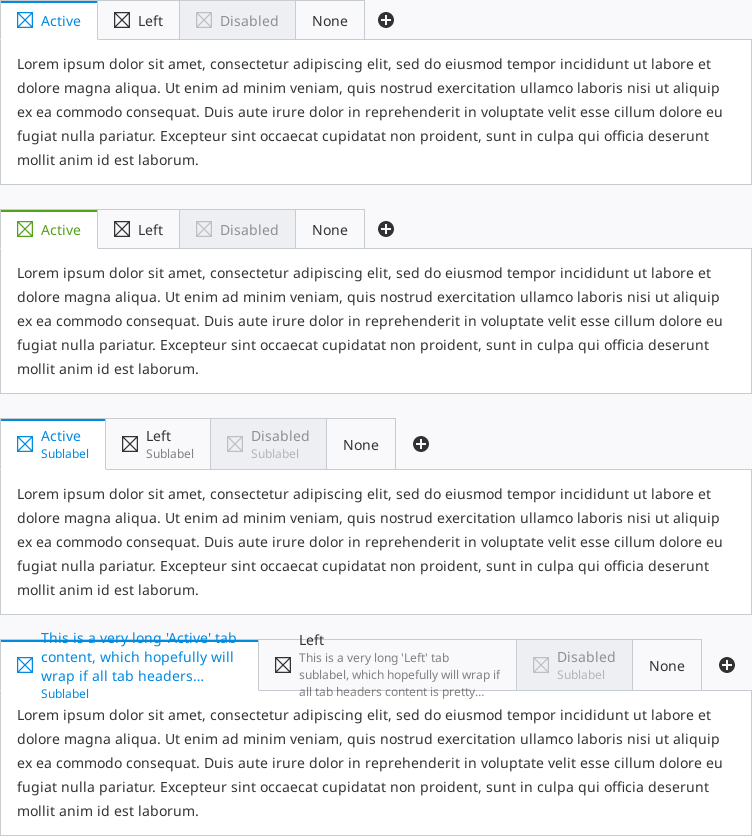 Active Left Disabled None
Lorem ipsum dolor sit amet, consectetur adipiscing elit, sed do eiusmod tempor incididunt ut labore et
dolore magna aliqua. Ut enim ad minim veniam, quis nostrud exercitation ullamco laboris nisi ut aliquip
ex ea commodo consequat. Duis aute irure dolor in reprehenderit in voluptate velit esse cillum dolore eu
fugiat nulla pariatur. Excepteur sint occaecat cupidatat non proident, sunt in culpa qui officia deserunt
mollit anim id est laborum.
Active Left Disabled None
Lorem ipsum dolor sit amet, consectetur adipiscing elit, sed do eiusmod tempor incididunt ut labore et
dolore magna aliqua. Ut enim ad minim veniam, quis nostrud exercitation ullamco laboris nisi ut aliquip
ex ea commodo consequat. Duis aute irure dolor in reprehenderit in voluptate velit esse cillum dolore eu
fugiat nulla pariatur. Excepteur sint occaecat cupidatat non proident, sunt in culpa qui officia deserunt
mollit anim id est laborum.
Active
Sublabel
Left
Sublabel
Disabled
Sublabel
None
Lorem ipsum dolor sit amet, consectetur adipiscing elit, sed do eiusmod tempor incididunt ut labore et
dolore magna aliqua. Ut enim ad minim veniam, quis nostrud exercitation ullamco laboris nisi ut aliquip
ex ea commodo consequat. Duis aute irure dolor in reprehenderit in voluptate velit esse cillum dolore eu
fugiat nulla pariatur. Excepteur sint occaecat cupidatat non proident, sunt in culpa qui officia deserunt
mollit anim id est laborum.
This is a very long 'Active' tab
content, which hopefully will
wrap if all tab headers...
Sublabel
Left
This is a very long 'Left' tab
sublabel, which hopefully will wrap if
all tab headers content is pretty...
Disabled
Sublabel
None
Lorem ipsum dolor sit amet, consectetur adipiscing elit, sed do eiusmod tempor incididunt ut labore et
dolore magna aliqua. Ut enim ad minim veniam, quis nostrud exercitation ullamco laboris nisi ut aliquip
ex ea commodo consequat. Duis aute irure dolor in reprehenderit in voluptate velit esse cillum dolore eu
fugiat nulla pariatur. Excepteur sint occaecat cupidatat non proident, sunt in culpa qui officia deserunt
mollit anim id est laborum.